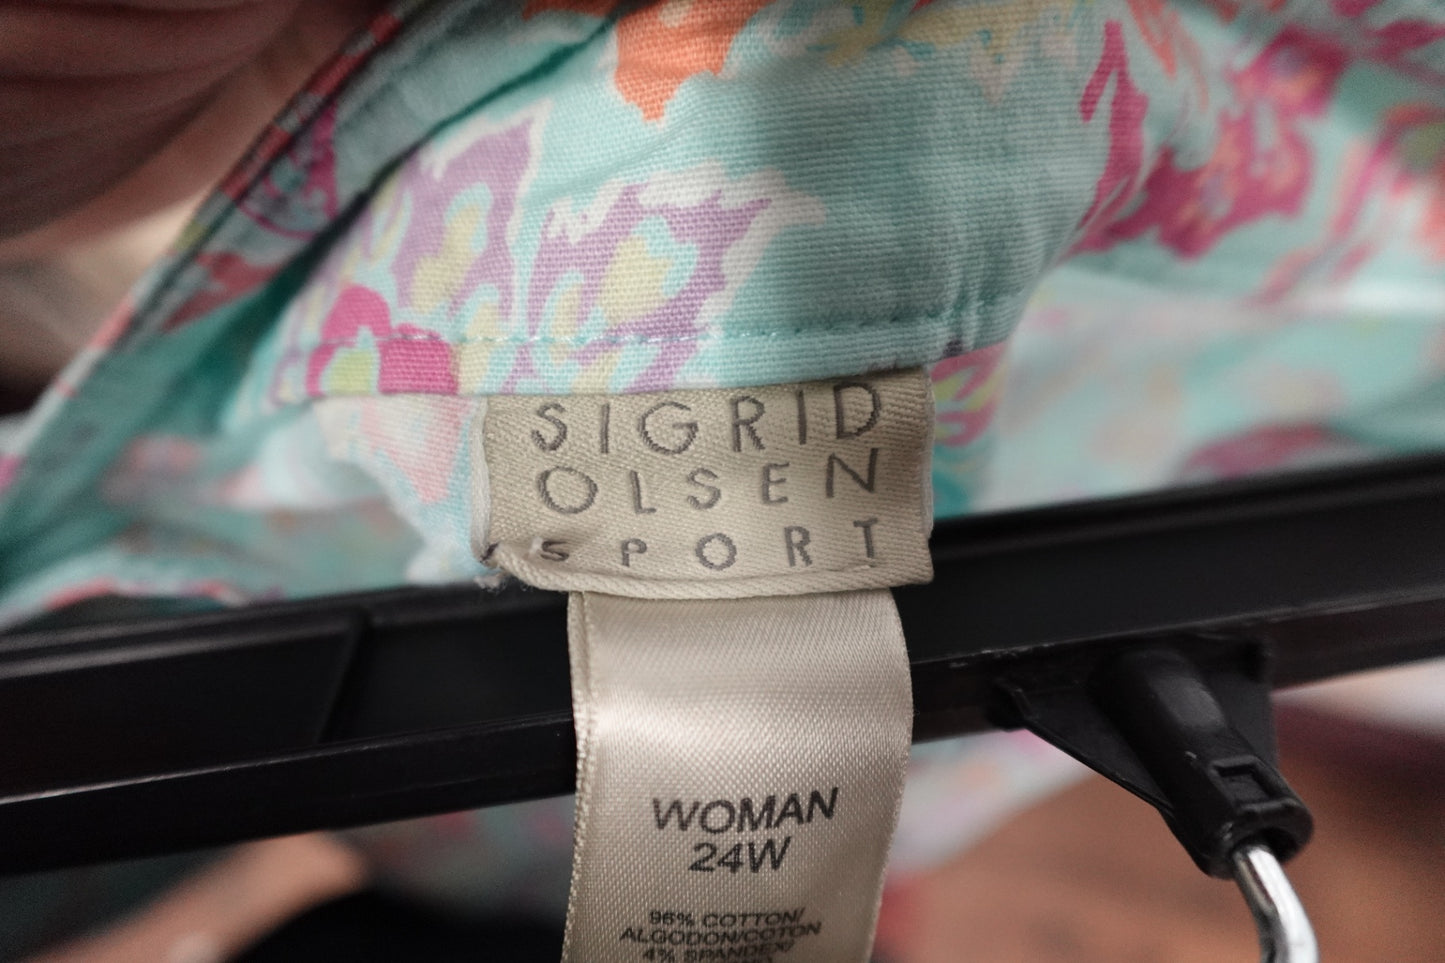 SIGRID
OLSEN
SPORT
WOMAN
24W
96% COTTON/
ALGODON/COTON
4% SPANDEX/